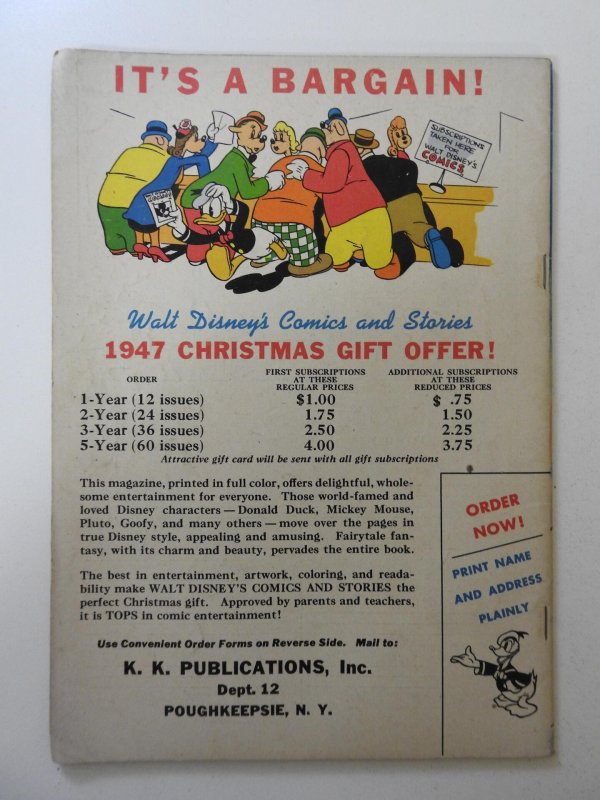 IT'S A BARGAIN!
SUBSCRIPTIONS
TAKEN HERE
FOR
WALT DISNEY'S
COMICS
Walt Disney's Comics and Stories
1947 CHRISTMAS GIFT OFFER!
ORDER
FIRST SUBSCRIPTIONS
AT THESE
REGULAR PRICES
ADDITIONAL SUBSCRIPTIONS
AT THESE
REDUCED PRICES
1-Year (12 issues) $1.00 $ .75
2-Year (24 issues) 1.75 1.50
3-Year (36 issues) 2.50 2.25
5-Year (60 issues) 4.00 3.75
Attractive gift card will be sent with all gift subscriptions
This magazine, printed in full color, offers delightful, whole-
some entertainment for everyone. Those world-famed and
loved Disney characters — Donald Duck, Mickey Mouse,
Pluto, Goofy, and many others — move over the pages in
true Disney style, appealing and amusing. Fairytale fan-
tasy, with its charm and beauty, pervades the entire book.
The best in entertainment, artwork, coloring, and reada-
bility make WALT DISNEY'S COMICS AND STORIES the
perfect Christmas gift. Approved by parents and teachers,
it is TOPS in comic entertainment!
Use Convenient Order Forms on Reverse Side. Mail to:
K. K. PUBLICATIONS, Inc.
Dept. 12
POUGHKEEPSIE, N. Y.
ORDER
NOW!
PRINT NAME
AND ADDRESS
PLAINLY